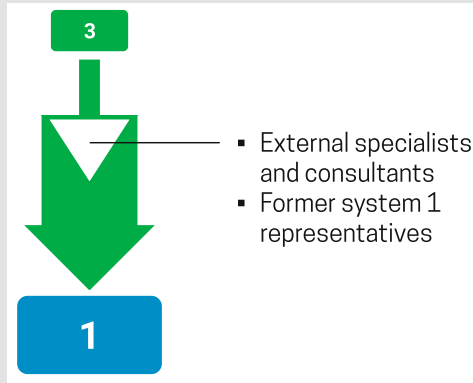 3
▪ External specialists
and consultants
▪ Former system 1
representatives
1